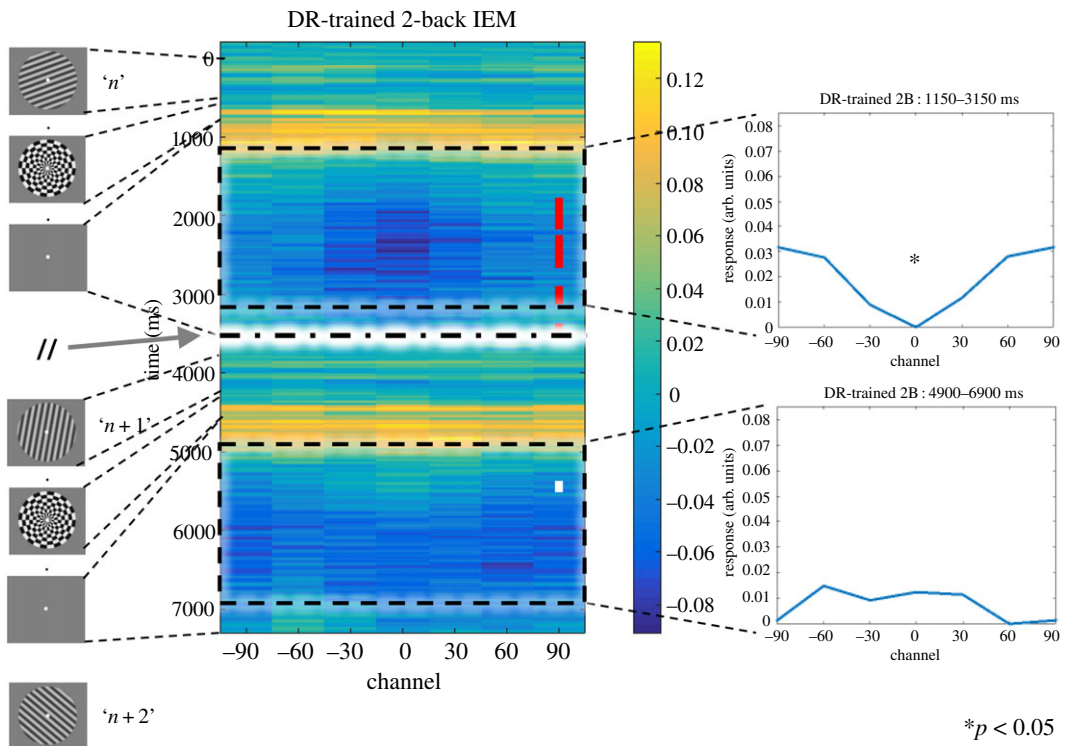 DR-trained 2-back IEM
‘n’
‘n + 1’
‘n + 2’
//
time (ms)
0
1000
2000
3000
4000
5000
6000
7000
–90 –60 –30 0 30 60 90
channel
0.12
0.10
0.08
0.06
0.04
0.02
0
–0.02
–0.04
–0.06
–0.08
DR-trained 2B : 1150–3150 ms
response (arb. units)
0.08
0.07
0.06
0.05
0.04
0.03
0.02
0.01
0
*
–90 –60 –30 0 30 60 90
channel
DR-trained 2B : 4900–6900 ms
response (arb. units)
0.08
0.07
0.06
0.05
0.04
0.03
0.02
0.01
0
–90 –60 –30 0 30 60 90
channel
*p < 0.05